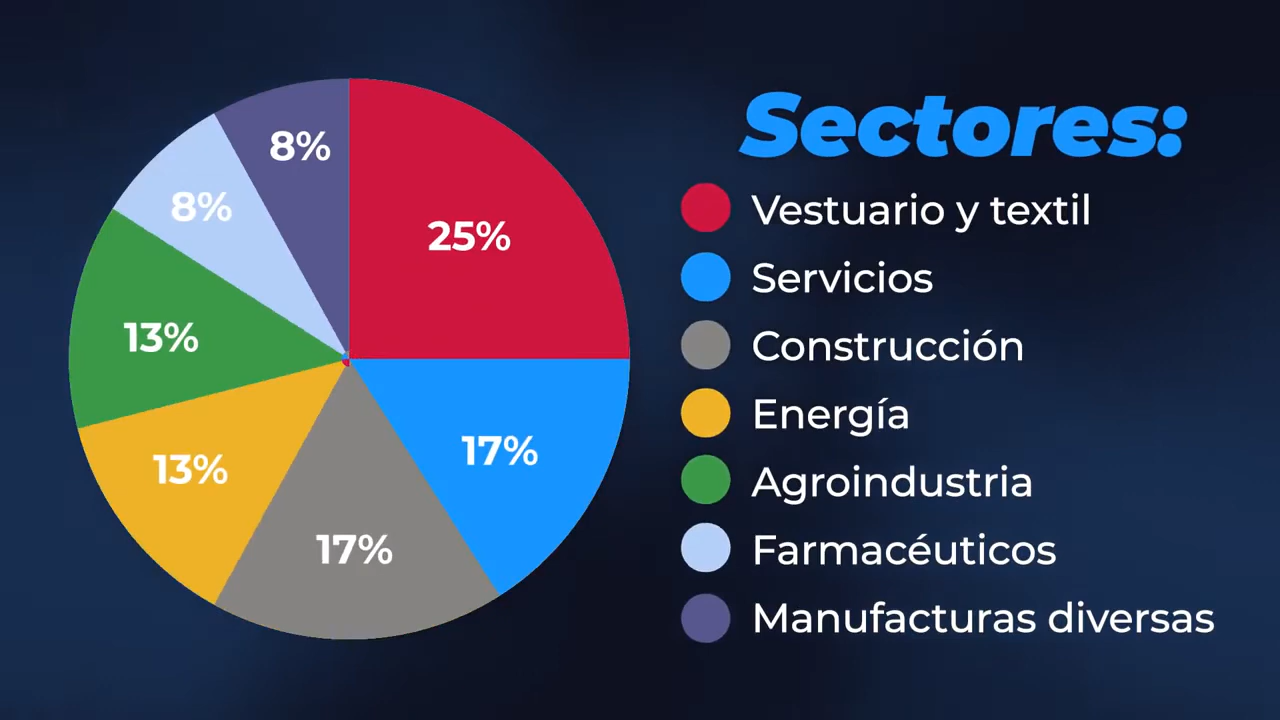 8%
8%
25%
13%
17%
13%
17%
Sectores:
Vestuario y textil
Servicios
Construcción
Energía
Agroindustria
Farmacéuticos
Manufacturas diversas